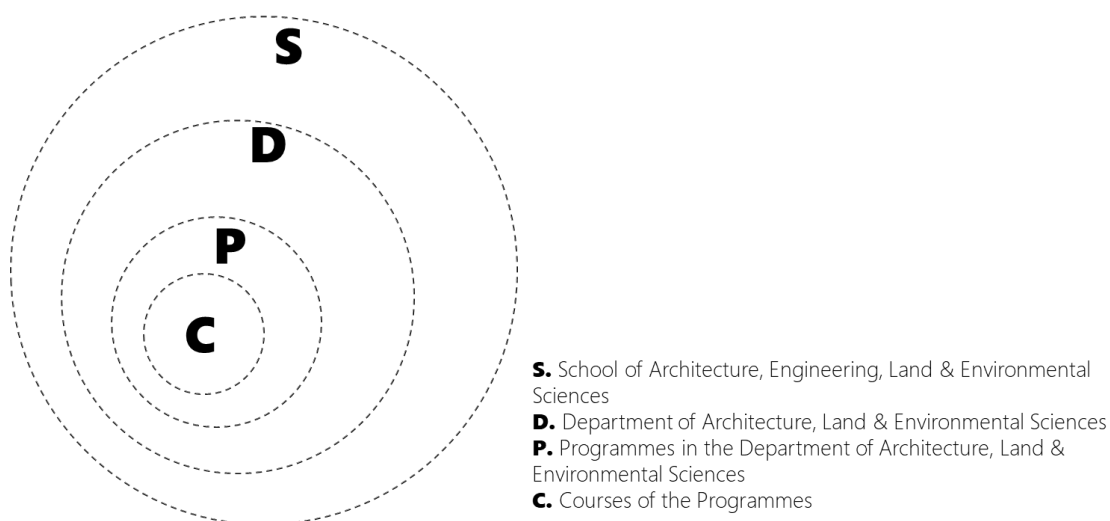 S
D
P
C
S. School of Architecture, Engineering, Land & Environmental
Sciences
D. Department of Architecture, Land & Environmental Sciences
P. Programmes in the Department of Architecture, Land &
Environmental Sciences
C. Courses of the Programmes